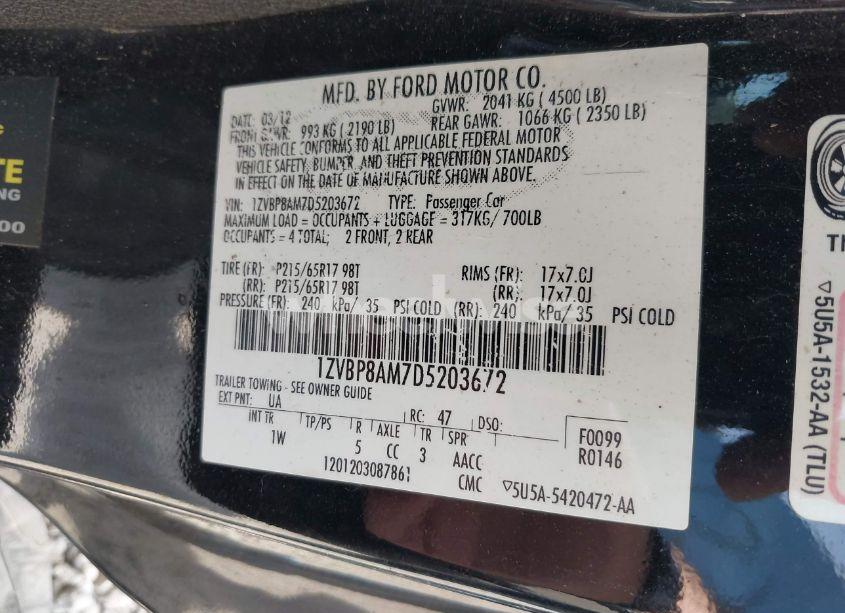 MFD. BY FORD MOTOR CO.
DATE: 03/12 GVWR: 2041 KG ( 4500 LB)
FRONT GAWR: 993 KG ( 2190 LB) REAR GAWR: 1066 KG ( 2350 LB)
THIS VEHICLE CONFORMS TO ALL APPLICABLE FEDERAL MOTOR
VEHICLE SAFETY, BUMPER, AND THEFT PREVENTION STANDARDS
IN EFFECT ON THE DATE OF MANUFACTURE SHOWN ABOVE.
VIN: 1ZVBP8AM7D5203672 TYPE: Passenger Car
MAXIMUM LOAD = OCCUPANTS + LUGGAGE = 317KG/ 700LB
OCCUPANTS = 4 TOTAL; 2 FRONT, 2 REAR
TIRE (FR): P215/65R17 98T RIMS (FR): 17x7.0J
(RR): P215/65R17 98T (RR): 17x7.0J
PRESSURE (FR): 240 kPa/ 35 PSI COLD (RR): 240 kPa/ 35 PSI COLD
1ZVBP8AM7D5203672
TRAILER TOWING - SEE OWNER GUIDE
EXT PNT: UA RC: 47 DSO:
INT TR TP/PS R AXLE TR SPR F0099
1W 5 CC 3 AACC R0146
1201203087861 CMC ▽5U5A-5420472-AA
TE
NG
00
▽5U5A-1532-AA (TLU)